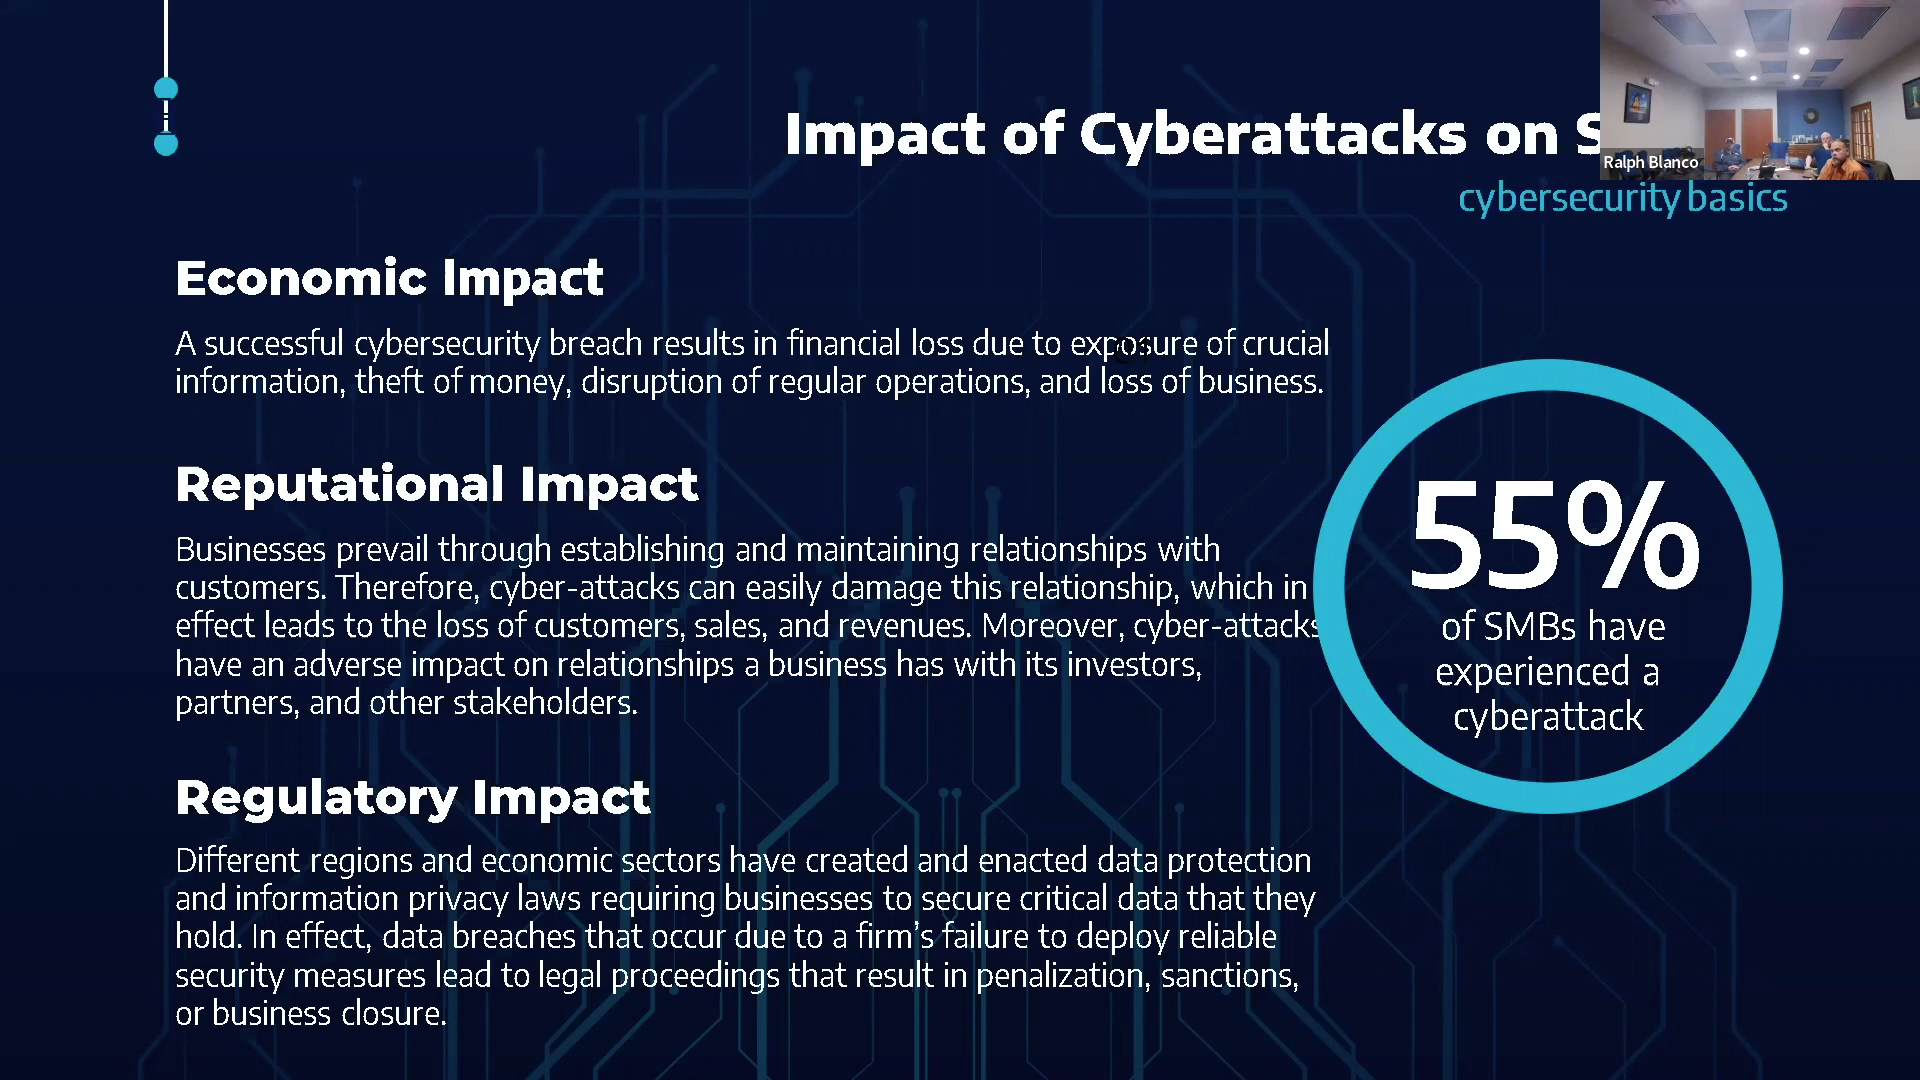 Impact of Cyberattacks on S
Ralph Blanco
cybersecurity basics
Economic Impact
A successful cybersecurity breach results in financial loss due to exposure of crucial
information, theft of money, disruption of regular operations, and loss of business.
Reputational Impact
Businesses prevail through establishing and maintaining relationships with
customers. Therefore, cyber-attacks can easily damage this relationship, which in
effect leads to the loss of customers, sales, and revenues. Moreover, cyber-attacks
have an adverse impact on relationships a business has with its investors,
partners, and other stakeholders.
55%
of SMBs have
experienced a
cyberattack
Regulatory Impact
Different regions and economic sectors have created and enacted data protection
and information privacy laws requiring businesses to secure critical data that they
hold. In effect, data breaches that occur due to a firm’s failure to deploy reliable
security measures lead to legal proceedings that result in penalization, sanctions,
or business closure.